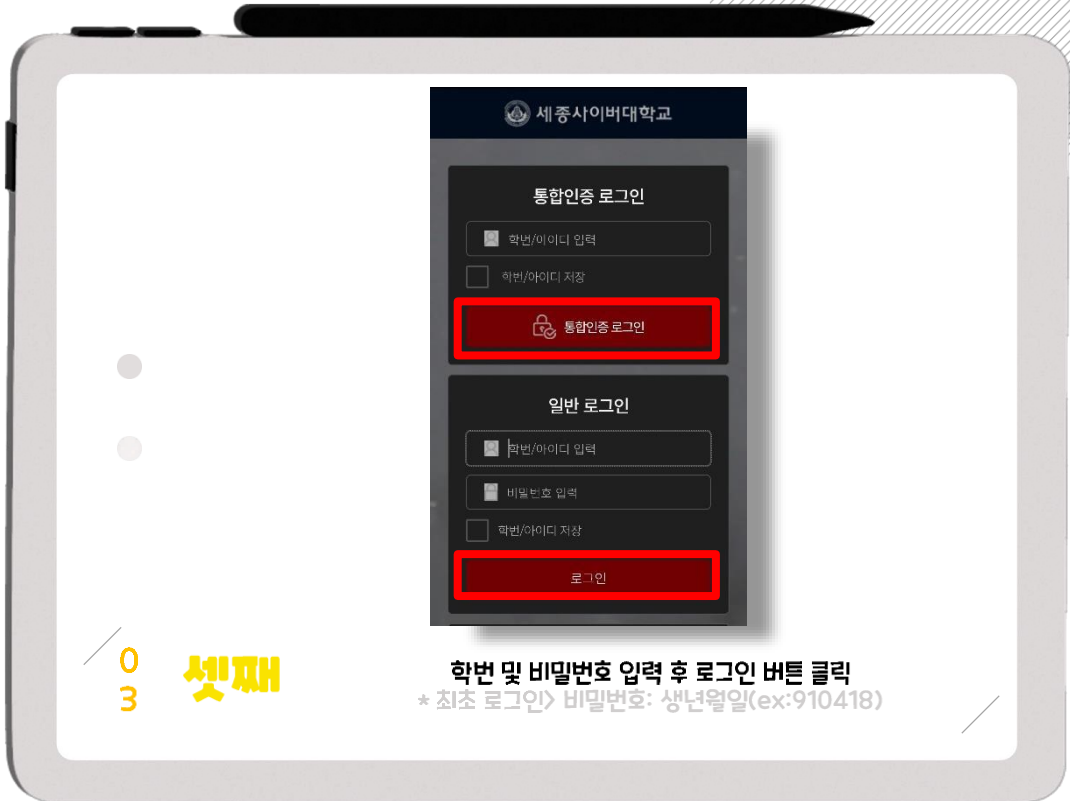 세종사이버대학교
통합인증 로그인
학번/아이디 입력
학번/아이디 저장
통합인증 로그인
일반 로그인
학번/아이디 입력
비밀번호 입력
학번/아이디 저장
로그인
03
셋째
학번 및 비밀번호 입력 후 로그인 버튼 클릭
* 최초 로그인> 비밀번호: 생년월일(ex:910418)